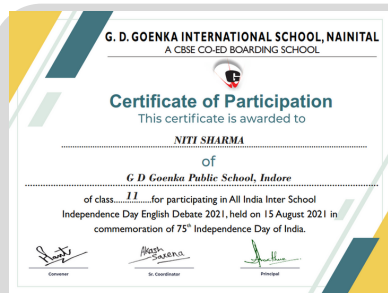 G. D. GOENKA INTERNATIONAL SCHOOL, NAINITAL
A CBSE CO-ED BOARDING SCHOOL
Certificate of Participation
This certificate is awarded to
NITI SHARMA
of
G D Goenka Public School, Indore
of class......11......for participating in All India Inter School
Independence Day English Debate 2021, held on 15 August 2021 in
commemoration of 75th Independence Day of India.
Akash Saxena
Convener Sr. Coordinator Principal